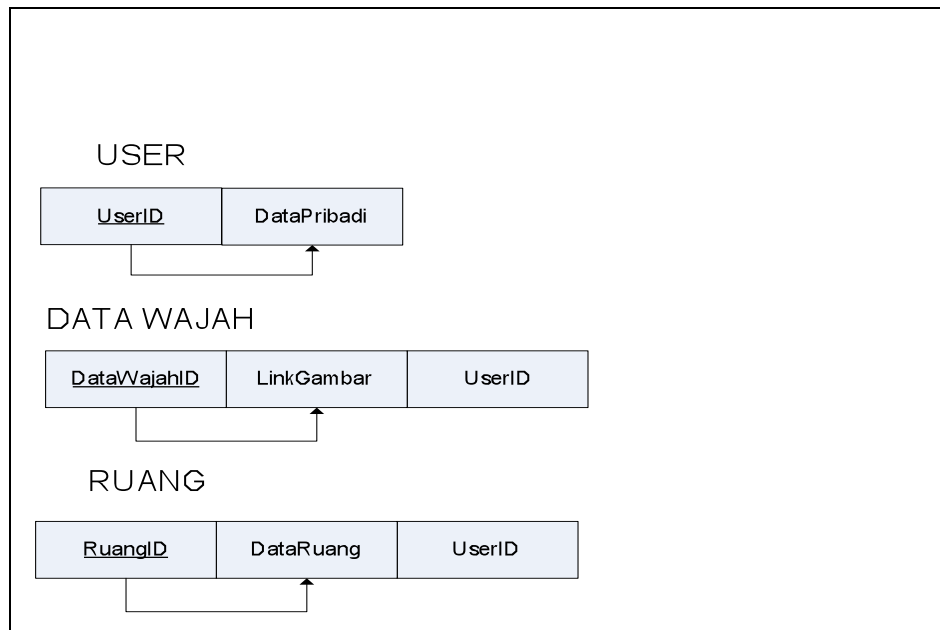 USER
UserID DataPribadi
DATA WAJAH
DataWajahID LinkGambar UserID
RUANG
RuangID DataRuang UserID